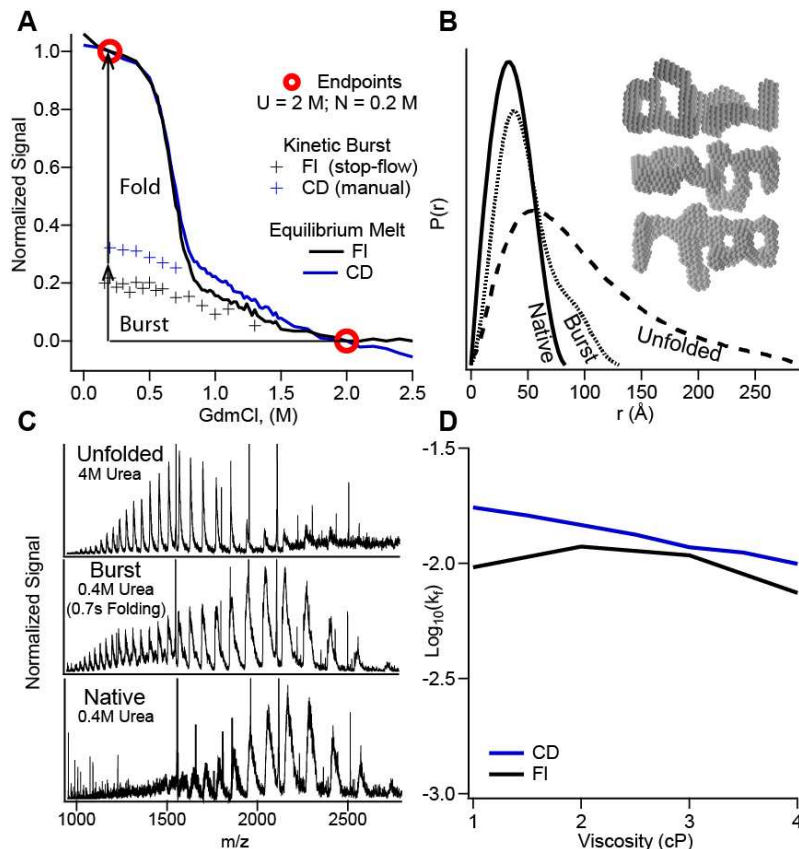 A
Normalized Signal
1.0
0.8
0.6
0.4
0.2
0.0
Endpoints
U = 2 M; N = 0.2 M
Kinetic Burst
FI (stop-flow)
CD (manual)
Equilibrium Melt
FI
CD
Fold
Burst
0.0 0.5 1.0 1.5 2.0 2.5
GdmCl, (M)
B
P(r)
Native
Burst
Unfolded
0 50 100 150 200 250
r (Å)
C
Normalized Signal
Unfolded
4M Urea
Burst
0.4M Urea
(0.7s Folding)
Native
0.4M Urea
1000 1500 2000 2500
m/z
D
Log10(kf)
-1.5
-2.0
-2.5
-3.0
CD
FI
1 2 3 4
Viscosity (cP)